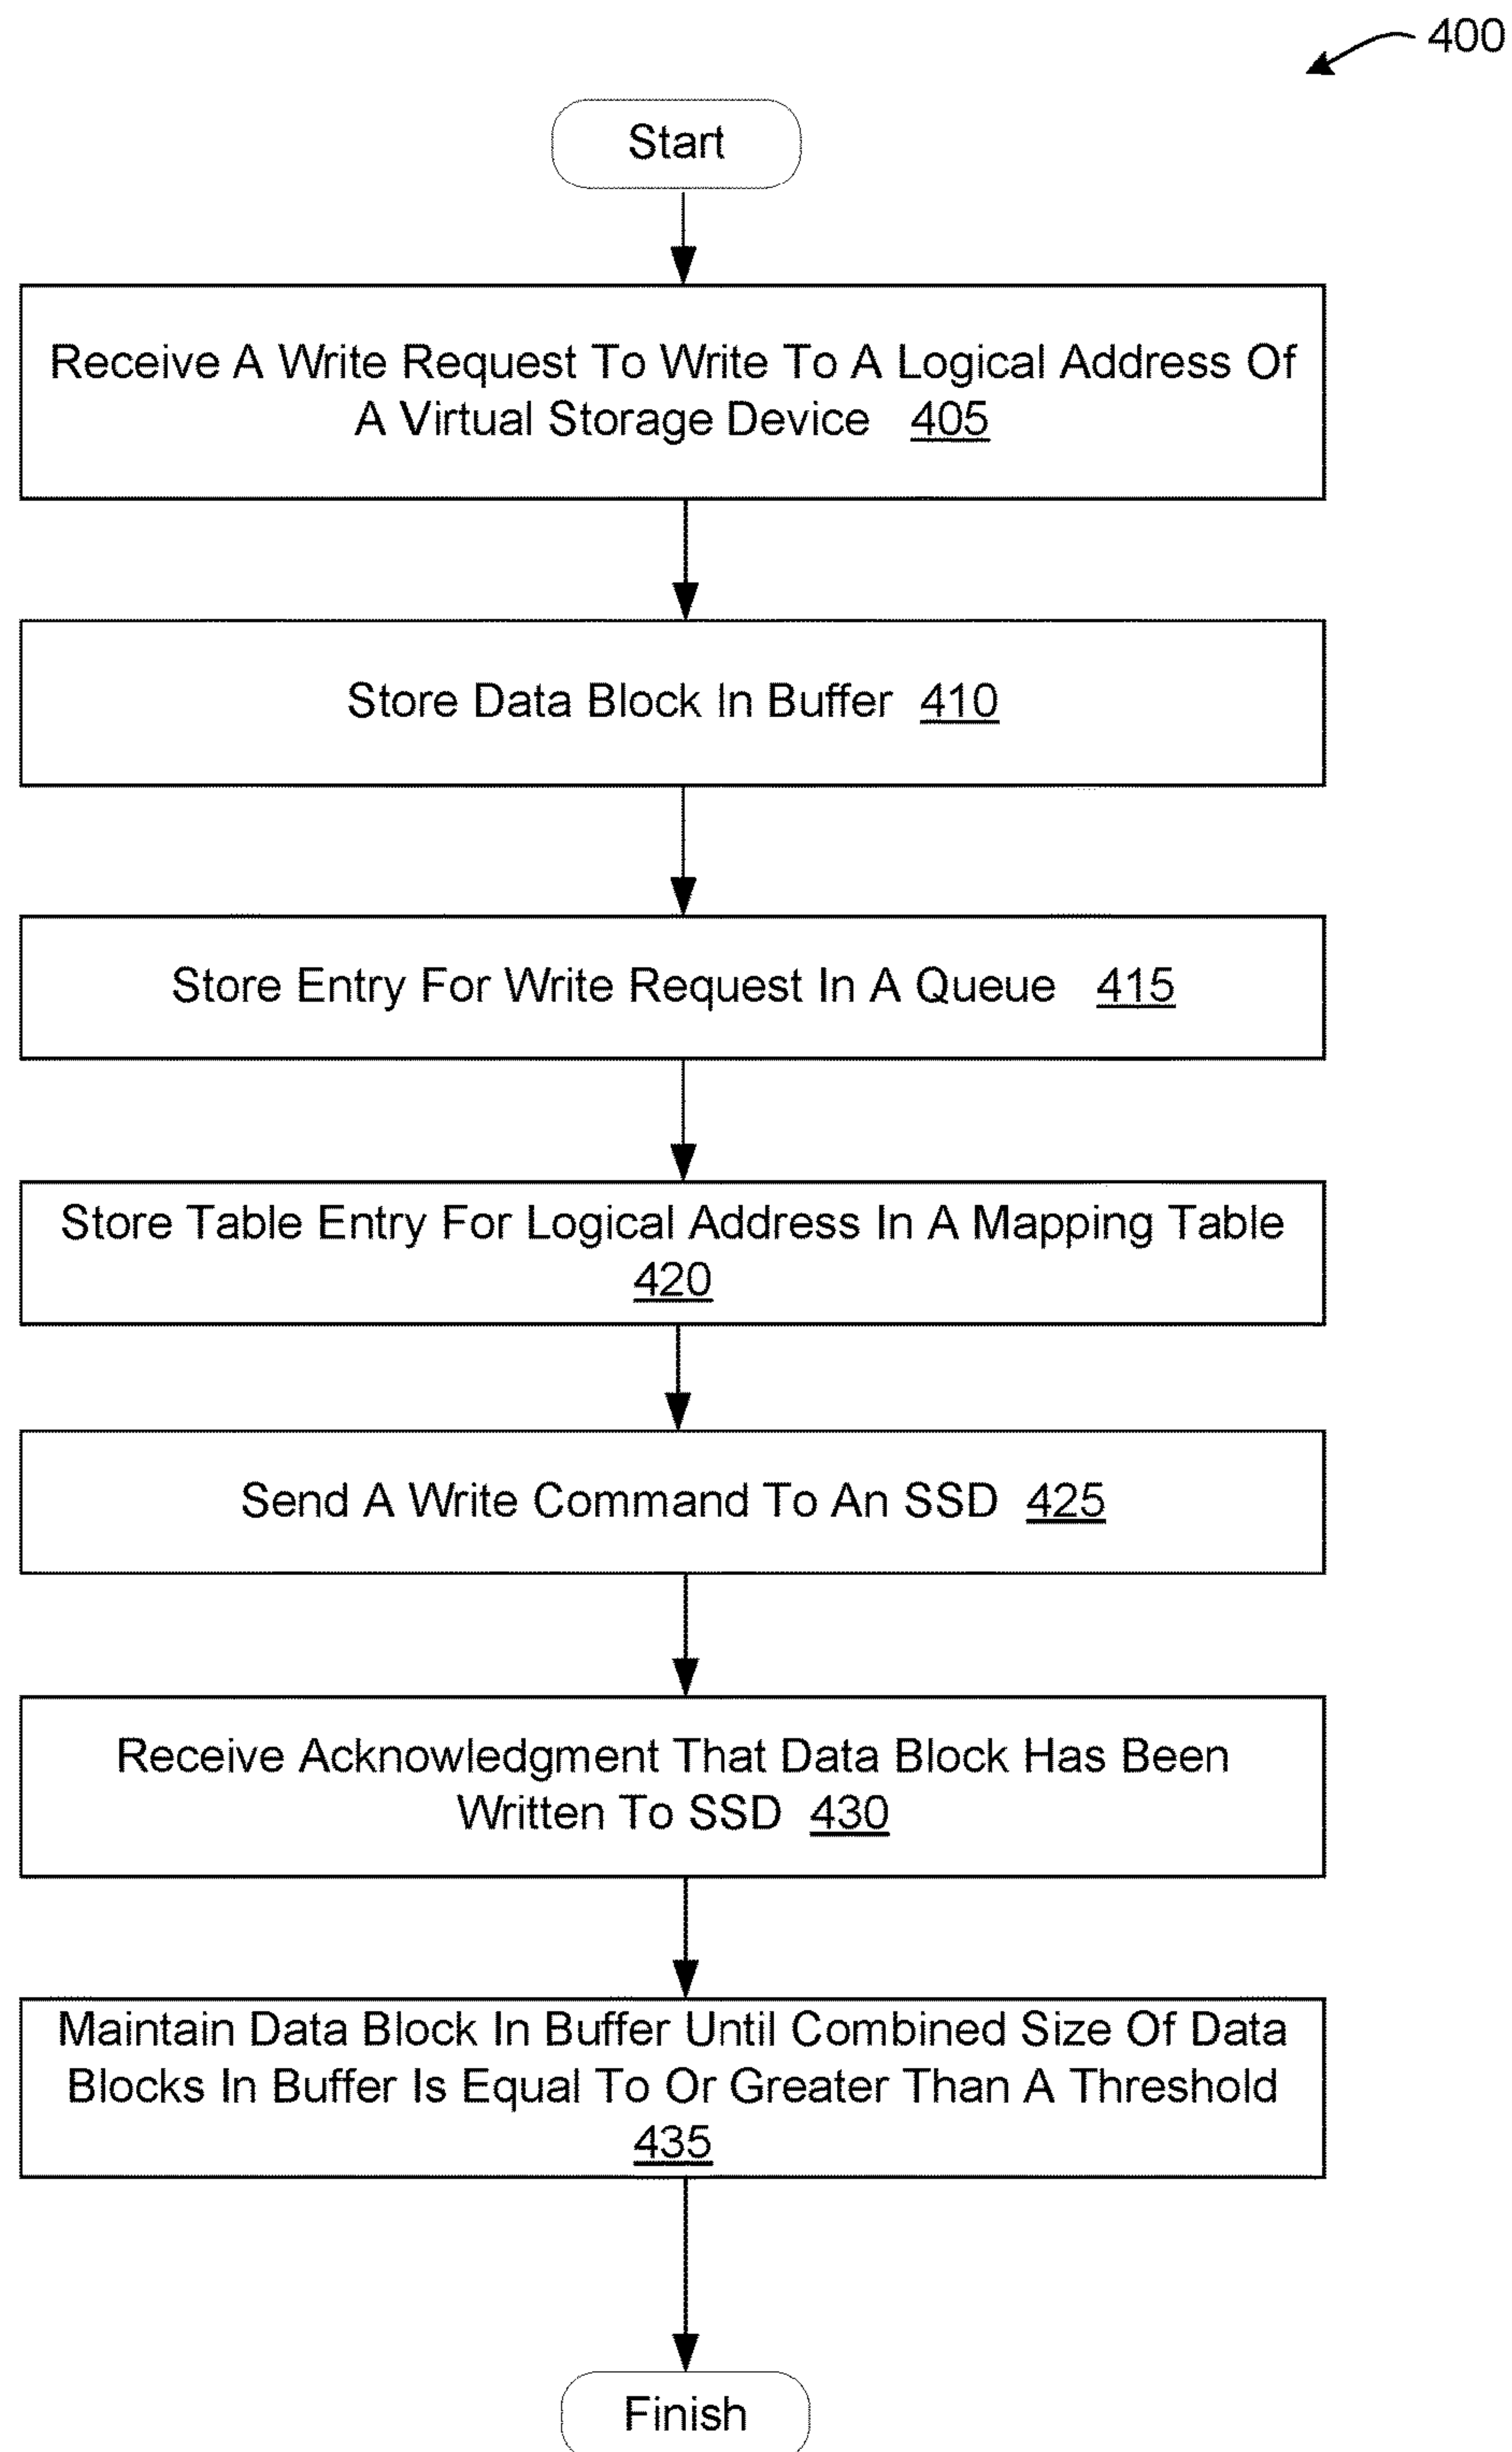 400
Start
Receive A Write Request To Write To A Logical Address Of
A Virtual Storage Device 405
Store Data Block In Buffer 410
Store Entry For Write Request In A Queue 415
Store Table Entry For Logical Address In A Mapping Table
420
Send A Write Command To An SSD 425
Receive Acknowledgment That Data Block Has Been
Written To SSD 430
Maintain Data Block In Buffer Until Combined Size Of Data
Blocks In Buffer Is Equal To Or Greater Than A Threshold
435
Finish